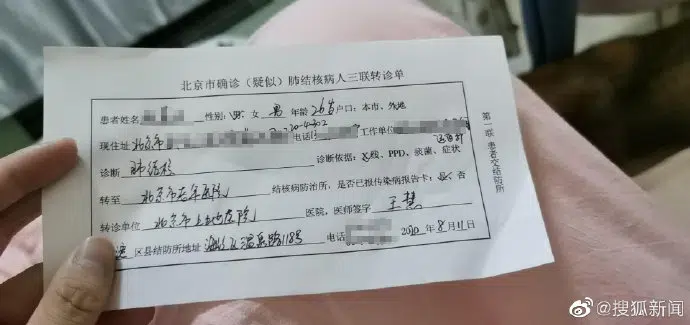 北京市确诊（疑似）肺结核病人三联转诊单
患者姓名 性别：男 女 男 年龄 26岁 户口：本市、外地
现住址 北京市 电话 工作单位
诊断 肺结核 诊断依据：X线、PPD、痰菌、症状
转至 北京市老年医院 结核病防治所，是否已报传染病报告卡：是、否
转诊单位 北京市上地医院 医院，医师签字 王慧
区县结防所地址 海淀区温泉路118号 电话 2020年8月11日
第一联 患者交结防所
@搜狐新闻